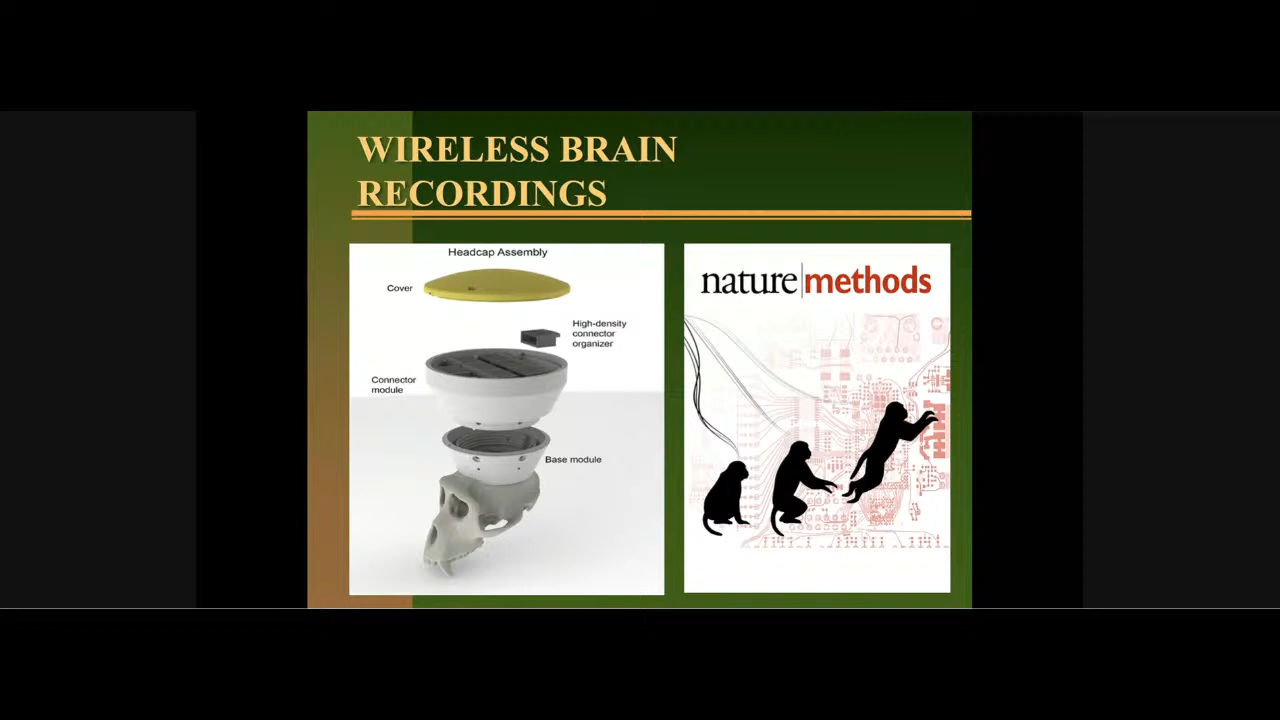 WIRELESS BRAIN
RECORDINGS
Headcap Assembly
Cover
High-density
connector
organizer
Connector
module
Base module
nature methods